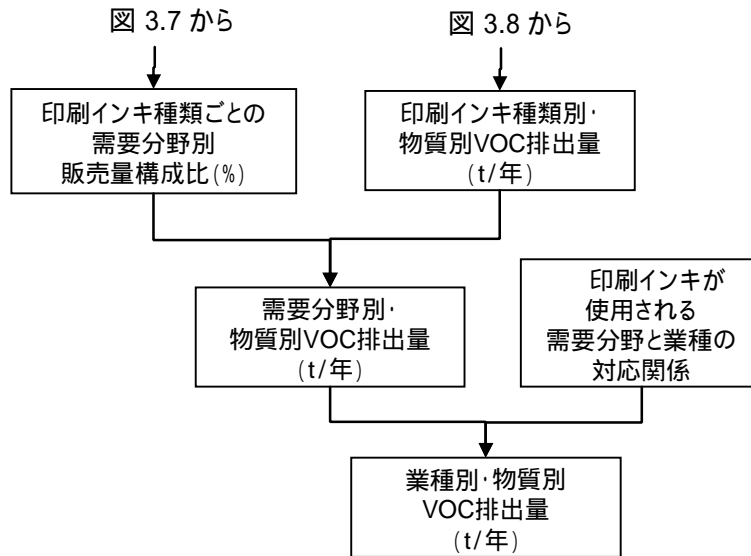 図 3.7 から
図 3.8 から
印刷インキ種類ごとの
需要分野別
販売量構成比(%)
印刷インキ種類別・
物質別VOC排出量
(t/年)
需要分野別・
物質別VOC排出量
(t/年)
印刷インキが
使用される
需要分野と業種の
対応関係
業種別・物質別
VOC排出量
(t/年)